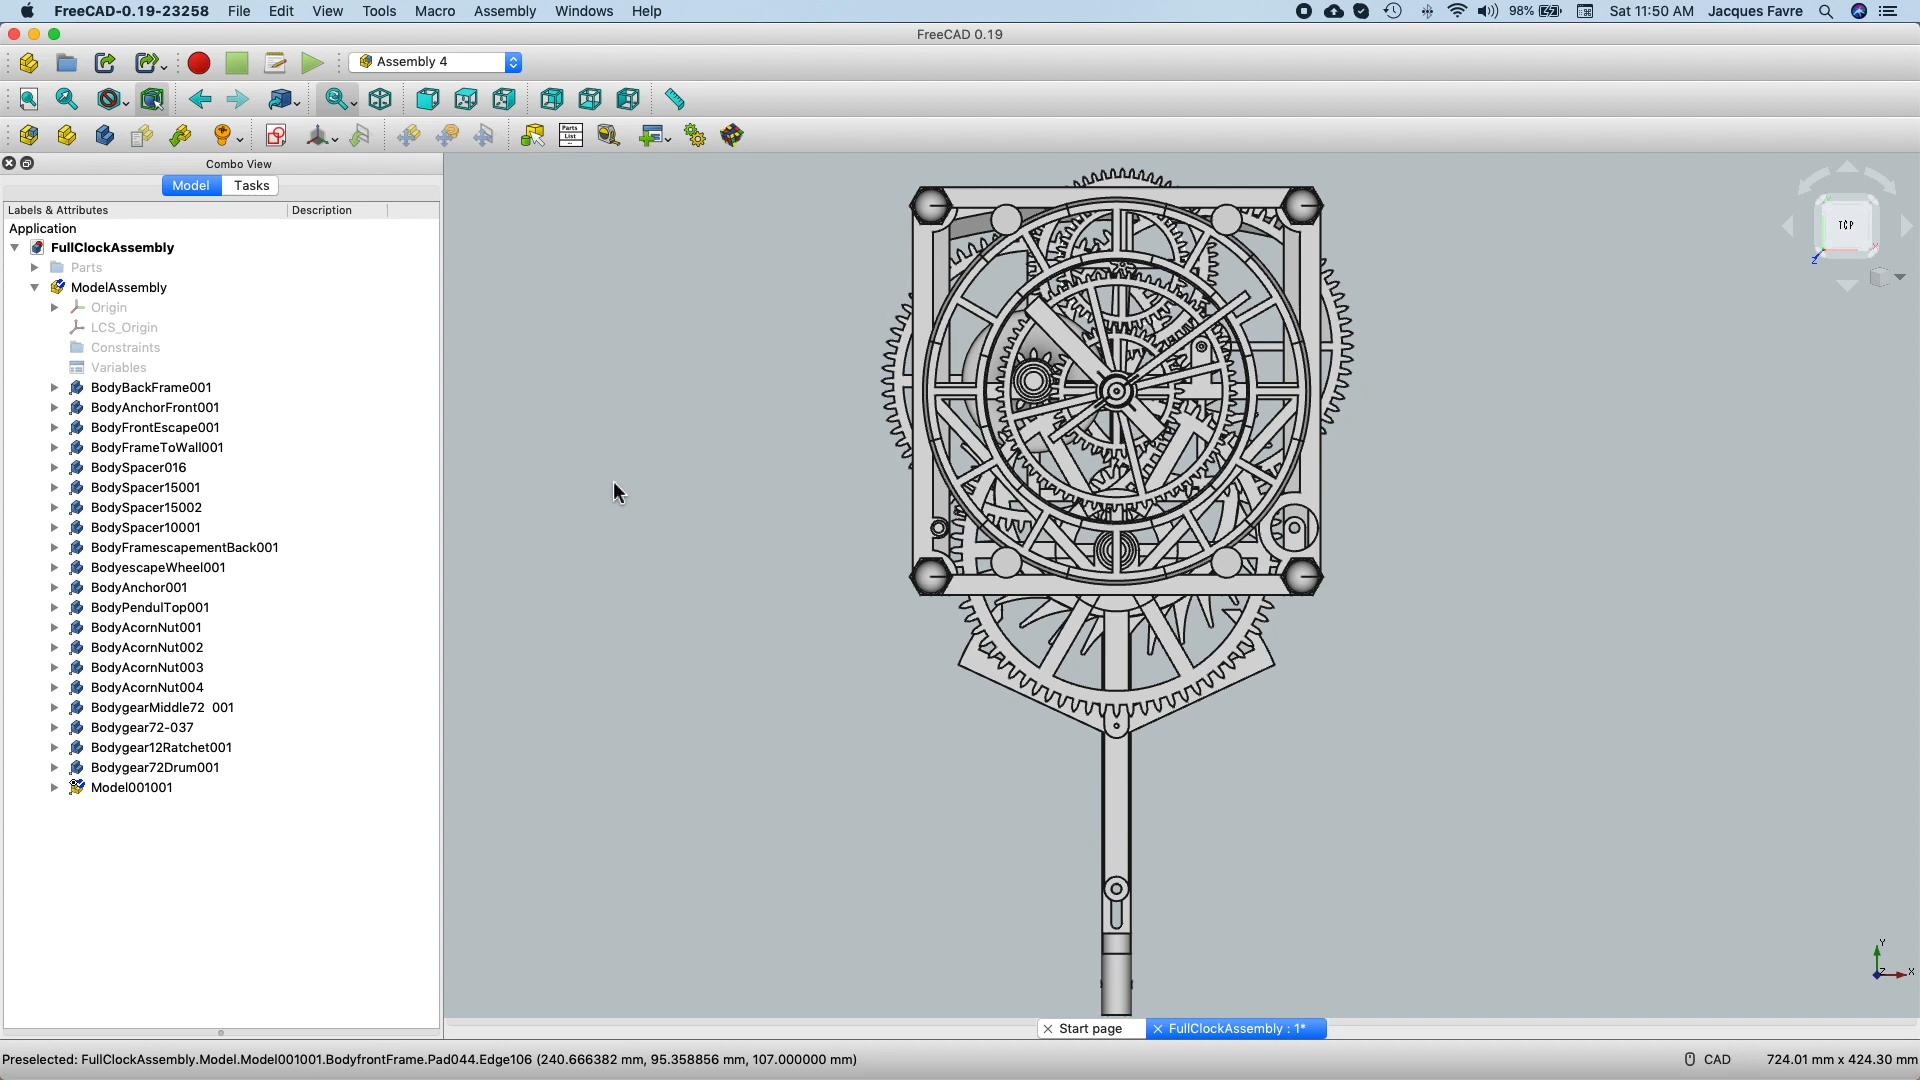 FreeCAD-0.19-23258 File Edit View Tools Macro Assembly Windows Help 98% Sat 11:50 AM Jacques Favre
FreeCAD 0.19
Assembly 4
Parts
List
Combo View
Model Tasks
Labels & Attributes Description
Application
FullClockAssembly
Parts
ModelAssembly
Origin
LCS_Origin
Constraints
Variables
BodyBackFrame001
BodyAnchorFront001
BodyFrontEscape001
BodyFrameToWall001
BodySpacer016
BodySpacer15001
BodySpacer15002
BodySpacer10001
BodyFramescapementBack001
BodyescapeWheel001
BodyAnchor001
BodyPendulTop001
BodyAcornNut001
BodyAcornNut002
BodyAcornNut003
BodyAcornNut004
BodygearMiddle72 001
Bodygear72-037
Bodygear12Ratchet001
Bodygear72Drum001
Model001001
TOP
Z
Y
Z X
Start page FullClockAssembly : 1*
Preselected: FullClockAssembly.Model.Model001001.BodyfrontFrame.Pad044.Edge106 (240.666382 mm, 95.358856 mm, 107.000000 mm) CAD 724.01 mm x 424.30 mm